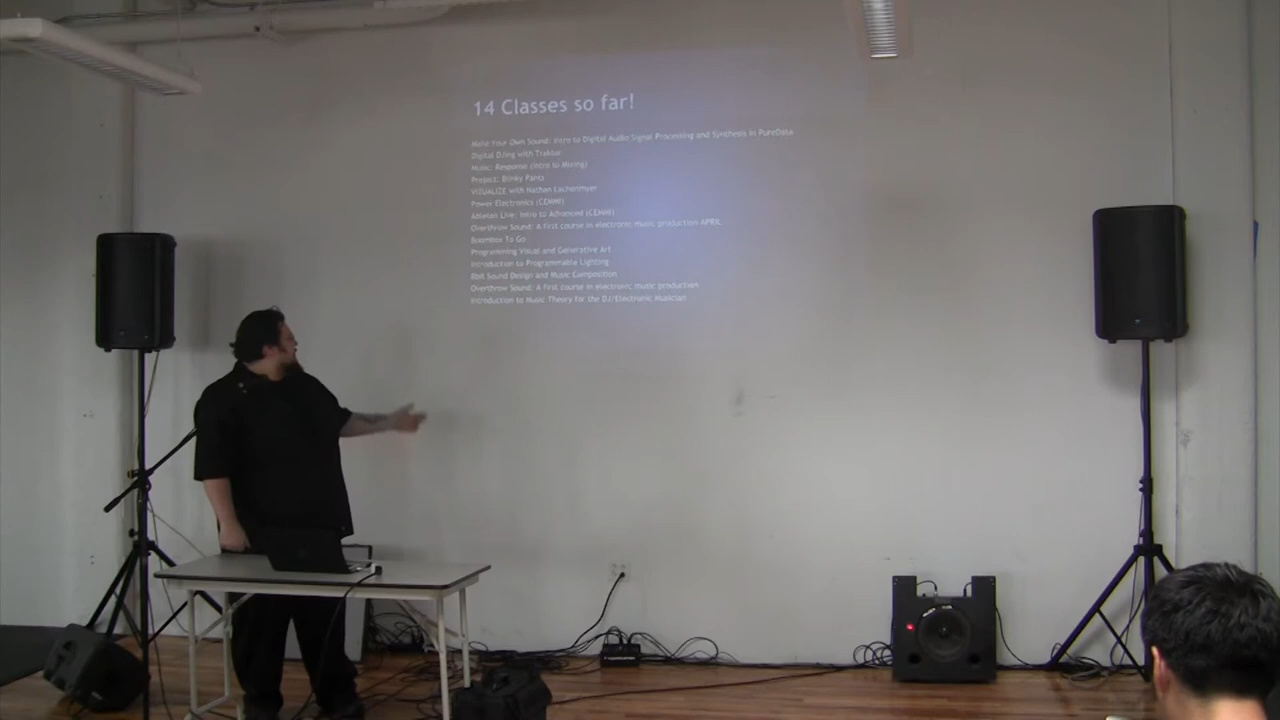 14 Classes so far!
Make Your Own Sound: Intro to Digital Audio Signal Processing and Synthesis in PureData
Digital DJing with Traktor
Music: Response (Intro to Mixing)
Project: Blinky Pants
VIZUALIZE with Nathan Lachenmyer
Power Electronics (CEMMI)
Ableton Live: Intro to Advanced (CEMMI)
Overthrow Sound: A first course in electronic music production APRIL
Boombox To Go
Programming Visual and Generative Art
Introduction to Programmable Lighting
8bit Sound Design and Music Composition
Overthrow Sound: A first course in electronic music production
Introduction to Music Theory for the DJ/Electronic Musician